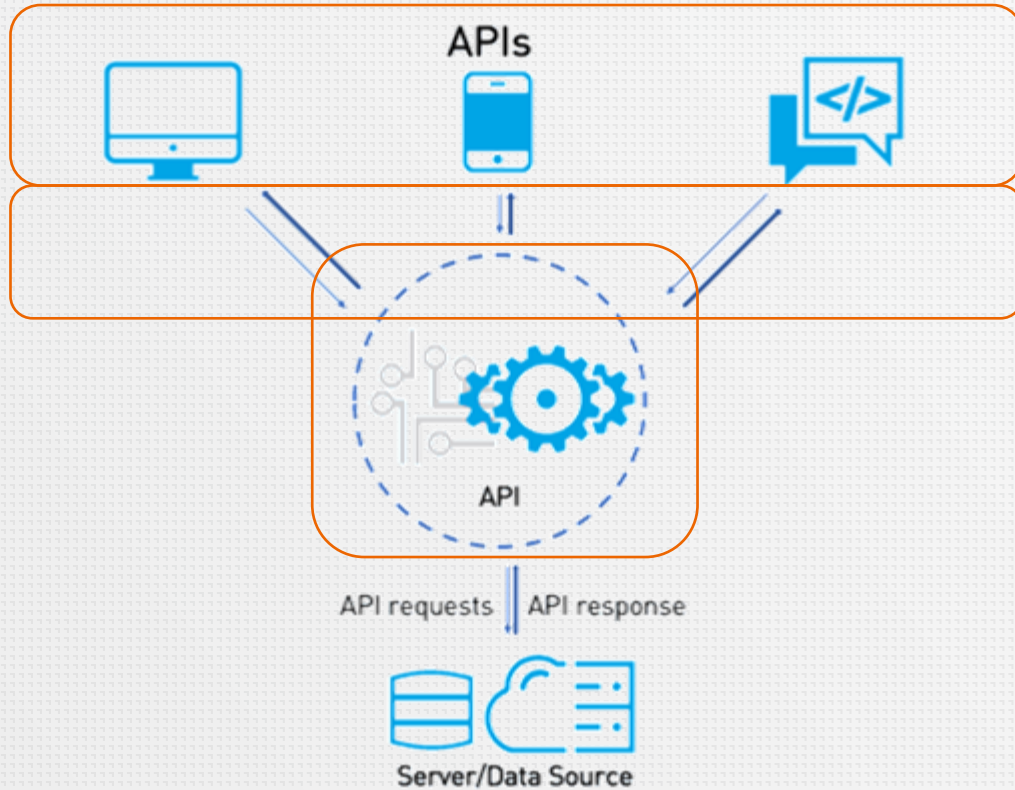 APIs
</>
API
API requests
API response
Server/Data Source